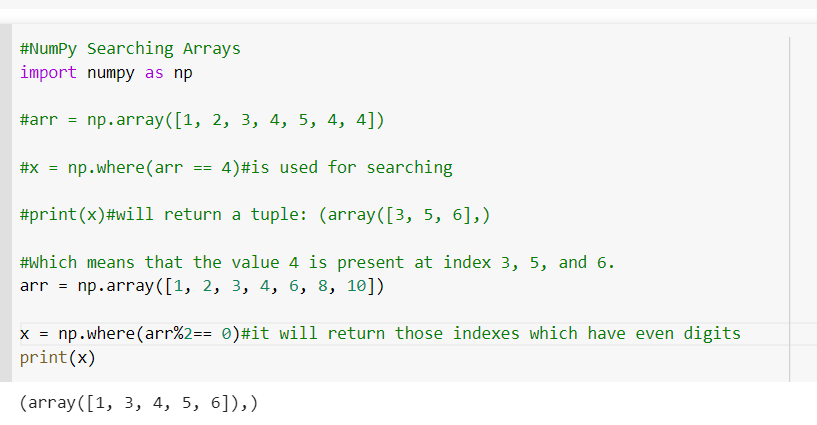 #NumPy Searching Arrays
import numpy as np
#arr = np.array([1, 2, 3, 4, 5, 4, 4])
#x = np.where(arr == 4)#is used for searching
#print(x)#will return a tuple: (array([3, 5, 6],)
#Which means that the value 4 is present at index 3, 5, and 6.
arr = np.array([1, 2, 3, 4, 6, 8, 10])
x = np.where(arr%2== 0)#it will return those indexes which have even digits
print(x)
(array([1, 3, 4, 5, 6]),)